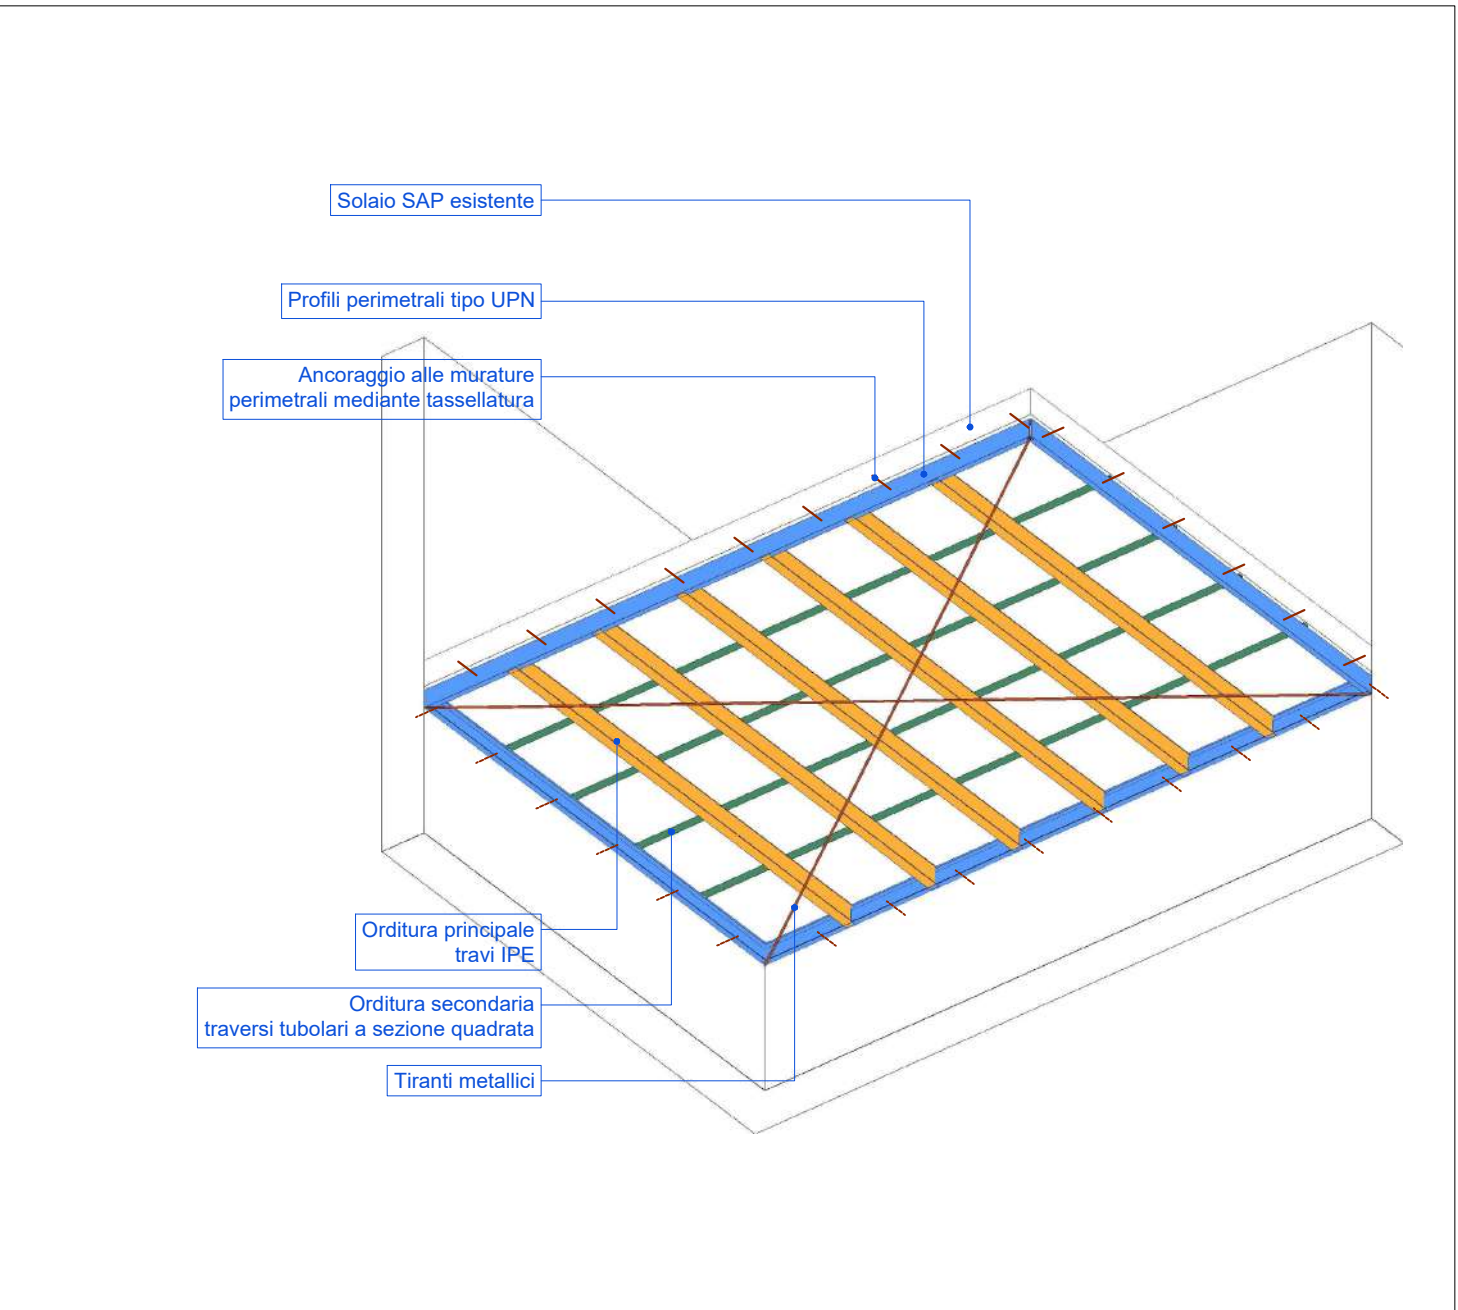 Solaio SAP esistente
Profili perimetrali tipo UPN
Ancoraggio alle murature
perimetrali mediante tassellatura
Orditura principale
travi IPE
Orditura secondaria
traversi tubolari a sezione quadrata
Tiranti metallici